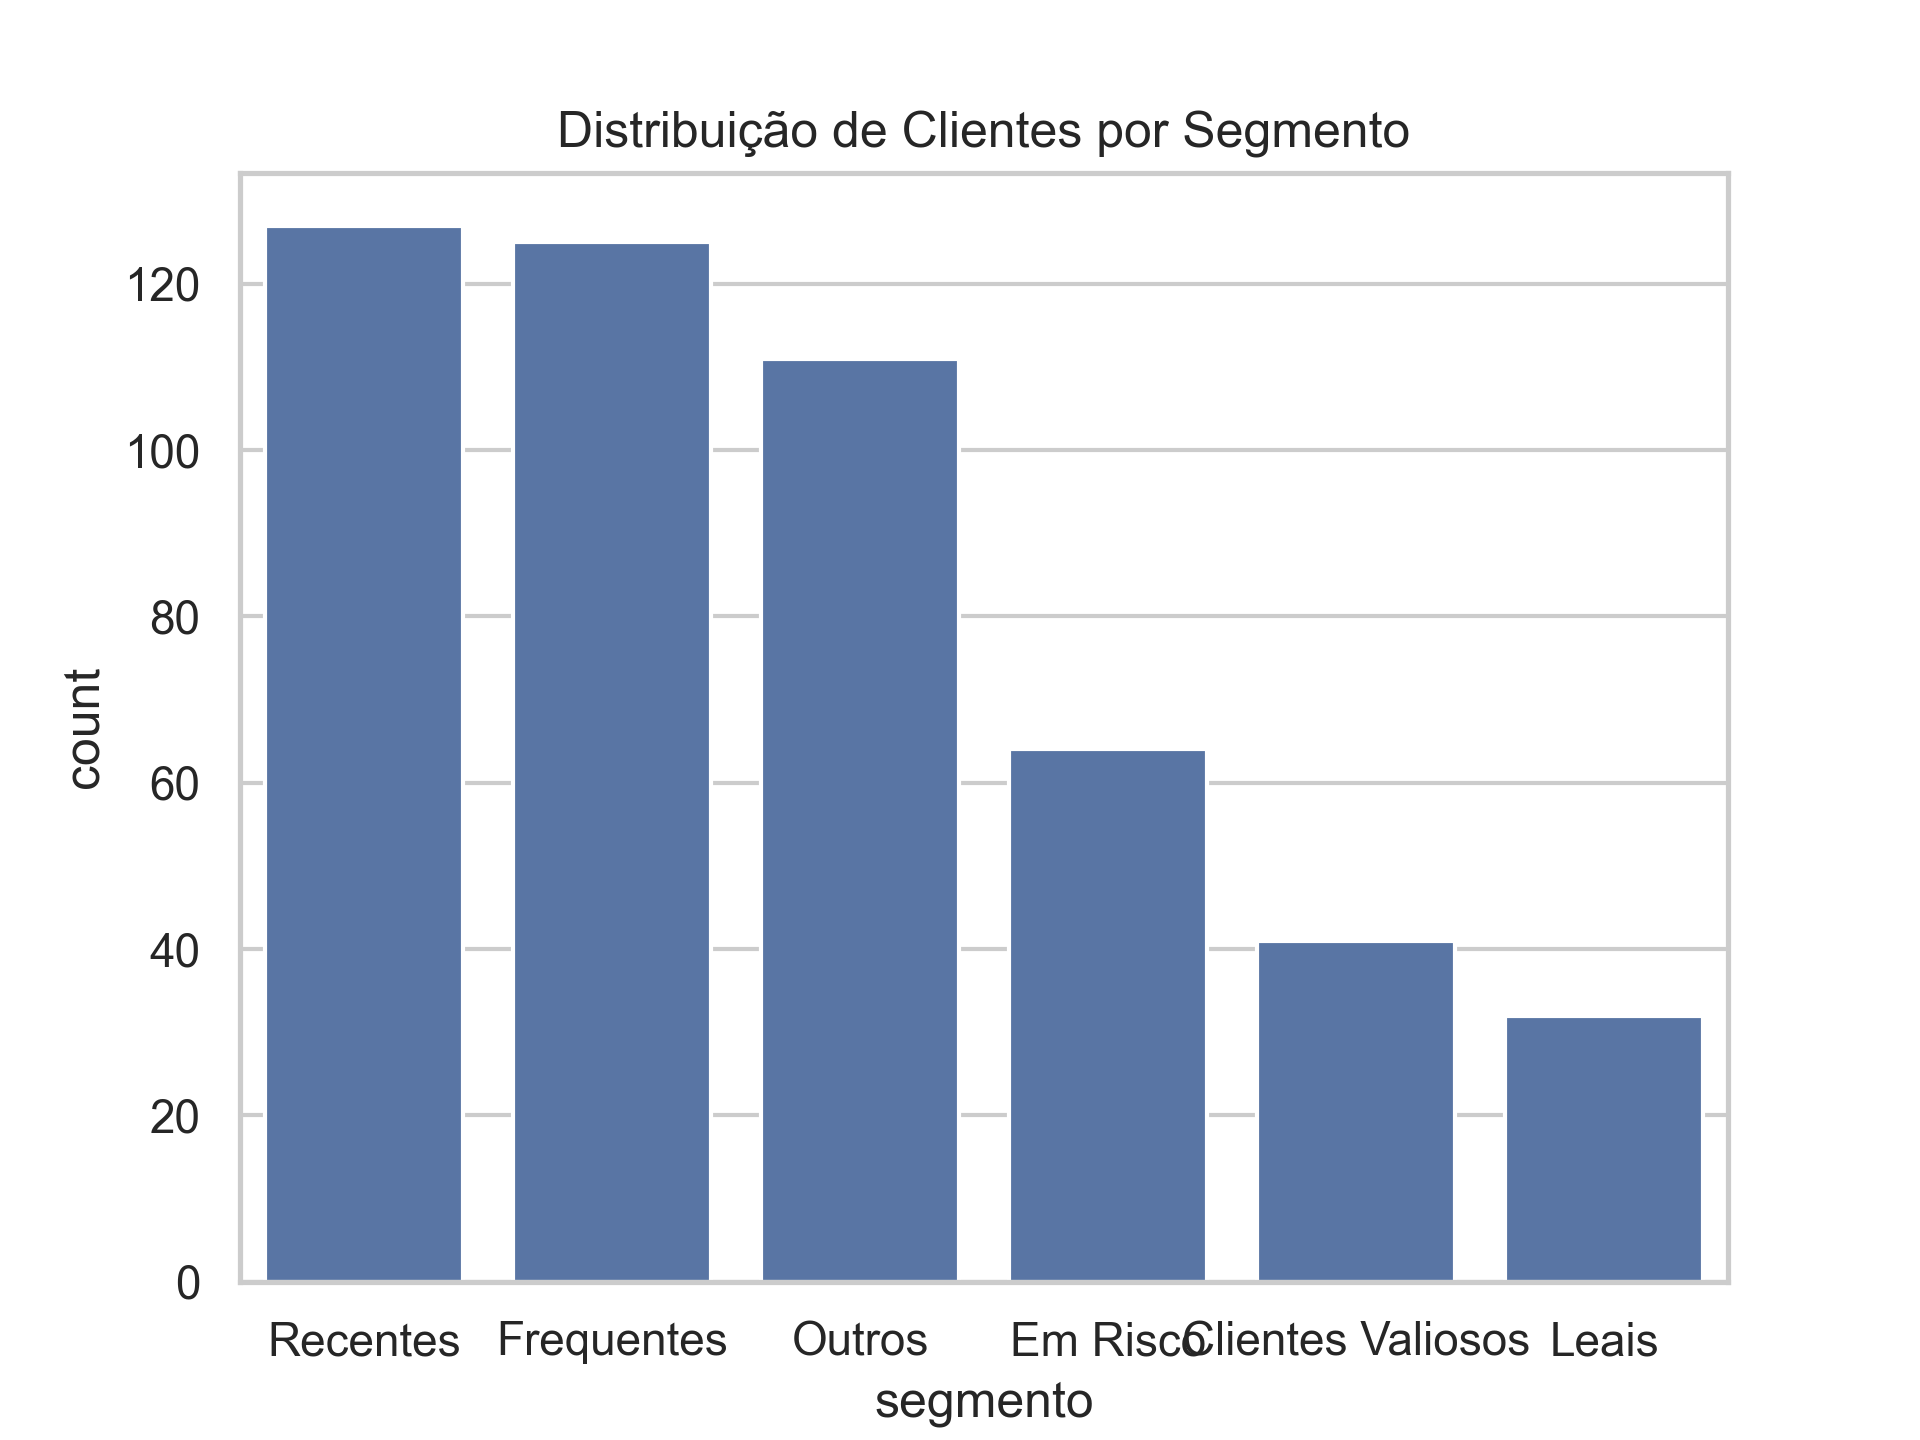 Distribuição de Clientes por Segmento
120
100
80
60
40
20
0
count
Recentes Frequentes Outros Em Risco Clientes Valiosos Leais
segmento